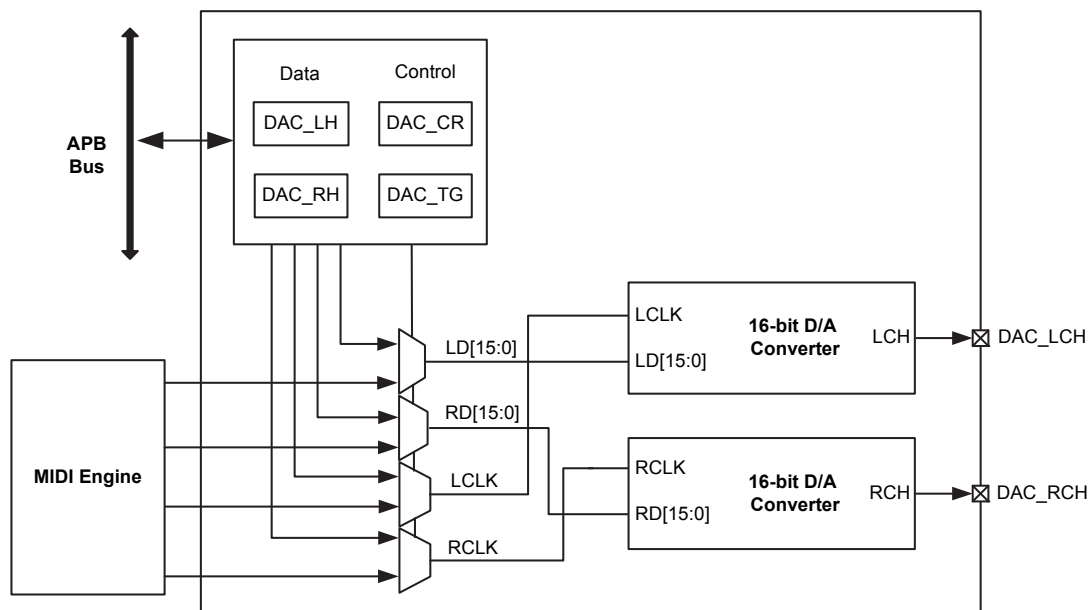 Data
Control
DAC_LH
DAC_CR
APB
Bus
DAC_RH
DAC_TG
LCLK
16-bit D/A
Converter
LCH
DAC_LCH
LD[15:0]
LD[15:0]
MIDI Engine
RD[15:0]
RCLK
16-bit D/A
Converter
RCH
DAC_RCH
RD[15:0]
LCLK
RCLK